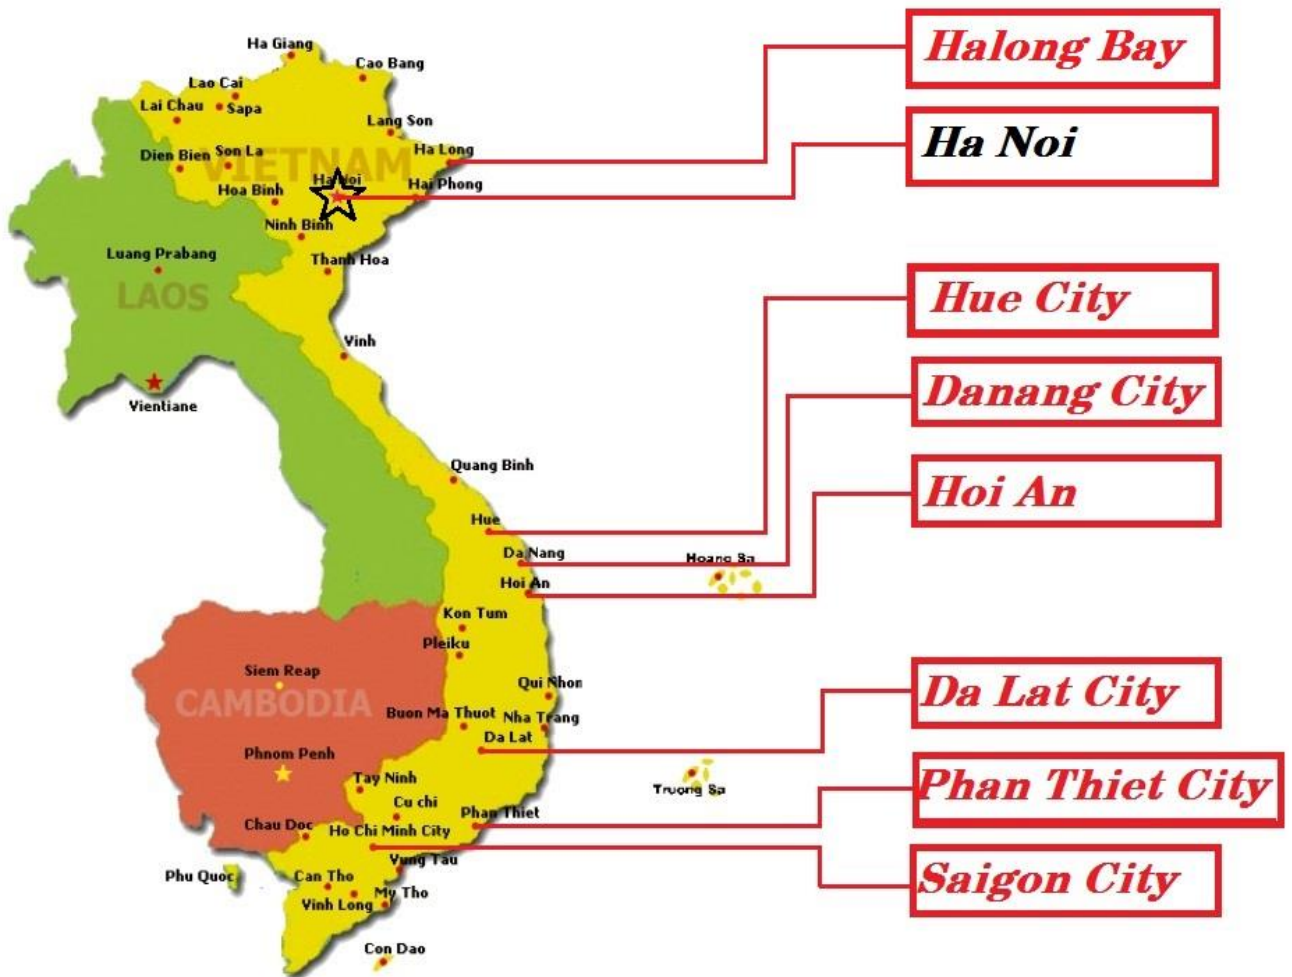 Ha Giang
Cao Bang
Lao Cai
Lai Chau
Sapa
Lang Son
VIETNAM
Dien Bien
Son La
Ha Long
Ha Noi
Hoa Binh
Hai Phong
Ninh Binh
Luang Prabang
Thanh Hoa
LAOS
Vinh
Vientiane
Quang Binh
Hue
Da Nang
Hoang Sa
Hoi An
Kon Tum
Pleiku
Siem Reap
CAMBODIA
Qui Nhon
Buon Ma Thuot
Nha Trang
Da Lat
Phnom Penh
Tay Ninh
Truong Sa
Cu chi
Phan Thiet
Chau Doc
Ho Chi Minh City
Vung Tau
Phu Quoc
Can Tho
My Tho
Vinh Long
Con Dao
Halong Bay
Ha Noi
Hue City
Danang City
Hoi An
Da Lat City
Phan Thiet City
Saigon City